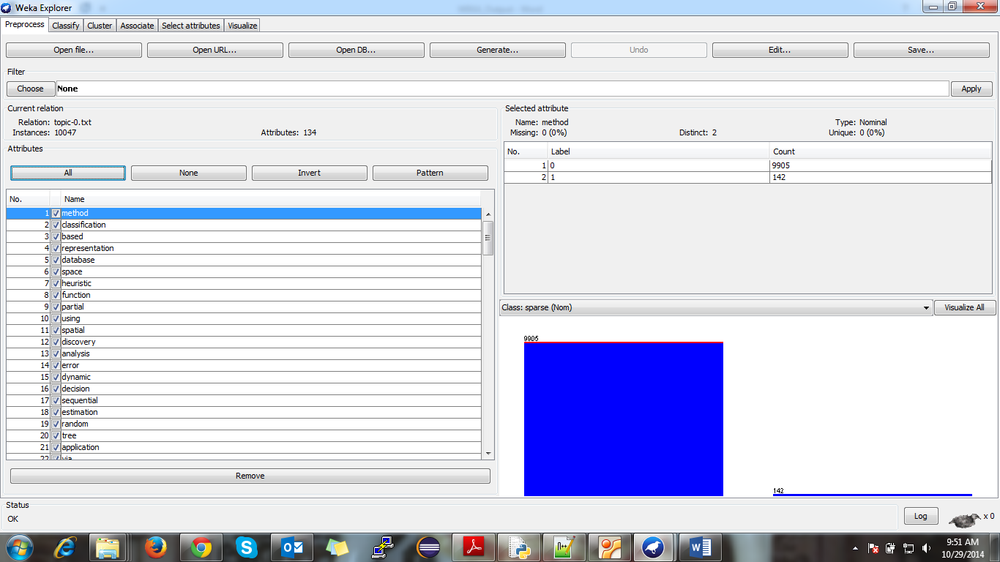 Weka Explorer
Preprocess Classify Cluster Associate Select attributes Visualize
Open file... Open URL... Open DB... Generate... Undo Edit... Save...
Filter
Choose None Apply
Current relation
Relation: topic-0.txt
Instances: 10047 Attributes: 134
Attributes
All None Invert Pattern
No. Name
1 method
2 classification
3 based
4 representation
5 database
6 space
7 heuristic
8 function
9 partial
10 using
11 spatial
12 discovery
13 analysis
14 error
15 dynamic
16 decision
17 sequential
18 estimation
19 random
20 tree
21 application
22 via
Remove
Selected attribute
Name: method Type: Nominal
Missing: 0 (0%) Distinct: 2 Unique: 0 (0%)
No. Label Count
1 0 9905
2 1 142
Class: sparse (Nom) Visualize All
9905
142
Status
OK
Log x 0
9:51 AM
10/29/2014